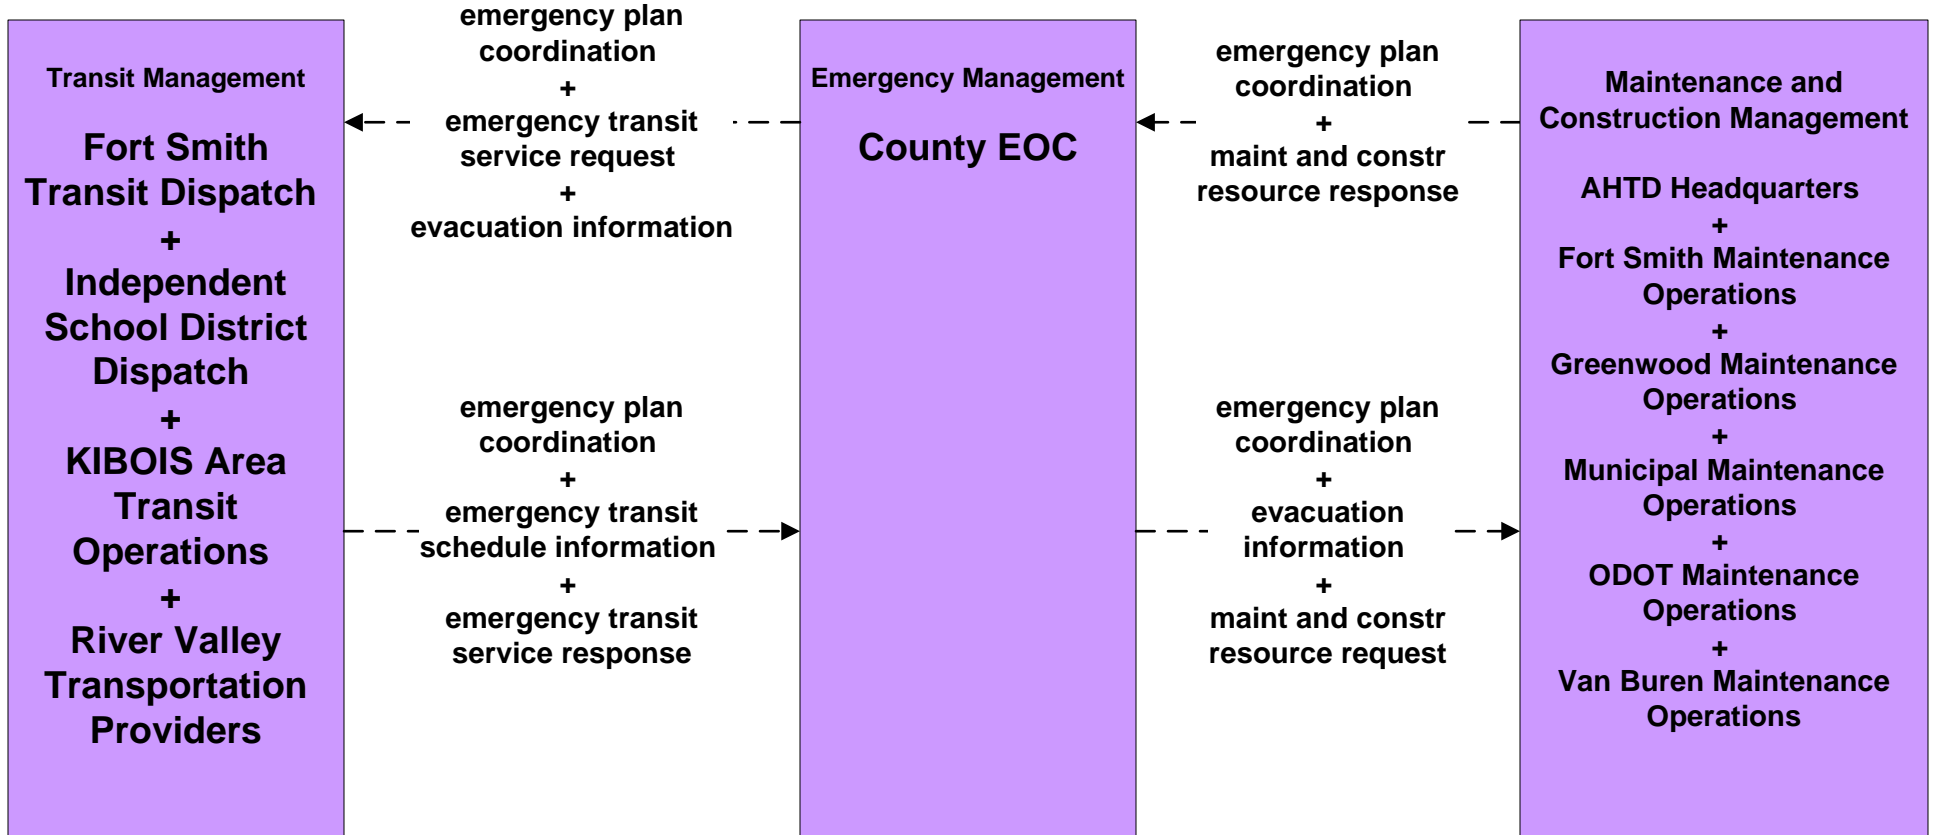 Transit Management
Fort Smith
Transit Dispatch
+
Independent
School District
Dispatch
+
KIBOIS Area
Transit
Operations
+
River Valley
Transportation
Providers
emergency plan
coordination
+
emergency transit
service request
+
evacuation information
emergency plan
coordination
+
emergency transit
schedule information
+
emergency transit
service response
Emergency Management
County EOC
emergency plan
coordination
+
maint and constr
resource response
emergency plan
coordination
+
evacuation
information
+
maint and constr
resource request
Maintenance and
Construction Management
AHTD Headquarters
+
Fort Smith Maintenance
Operations
+
Greenwood Maintenance
Operations
+
Municipal Maintenance
Operations
+
ODOT Maintenance
Operations
+
Van Buren Maintenance
Operations